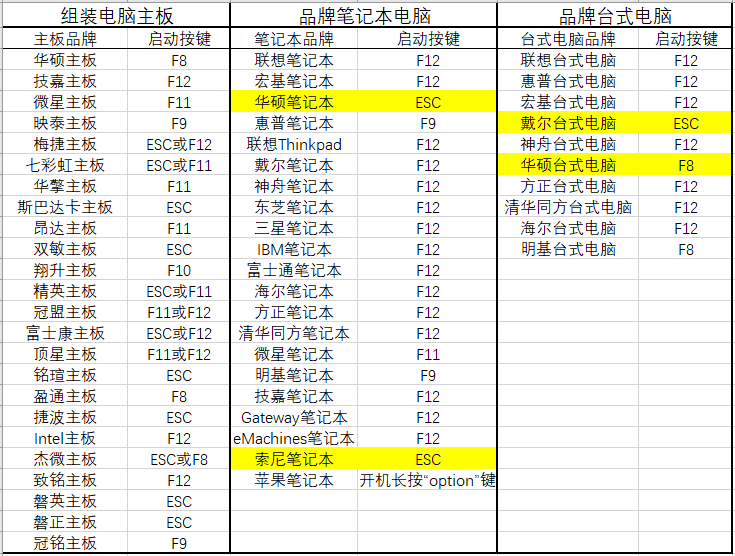 组装电脑主板 品牌笔记本电脑 品牌台式电脑
主板品牌 启动按键 笔记本品牌 启动按键 台式电脑品牌 启动按键
华硕主板 F8 联想笔记本 F12 联想台式电脑 F12
技嘉主板 F12 宏基笔记本 F12 惠普台式电脑 F12
微星主板 F11 华硕笔记本 ESC 宏基台式电脑 F12
映泰主板 F9 惠普笔记本 F9 戴尔台式电脑 ESC
梅捷主板 ESC或F12 联想Thinkpad F12 神舟台式电脑 F12
七彩虹主板 ESC或F11 戴尔笔记本 F12 华硕台式电脑 F8
华擎主板 F11 神舟笔记本 F12 方正台式电脑 F12
斯巴达卡主板 ESC 东芝笔记本 F12 清华同方台式电脑 F12
昂达主板 F11 三星笔记本 F12 海尔台式电脑 F12
双敏主板 ESC IBM笔记本 F12 明基台式电脑 F8
翔升主板 F10 富士通笔记本 F12
精英主板 ESC或F11 海尔笔记本 F12
冠盟主板 F11或F12 方正笔记本 F12
富士康主板 ESC或F12 清华同方笔记本 F12
顶星主板 F11或F12 微星笔记本 F11
铭瑄主板 ESC 明基笔记本 F9
盈通主板 F8 技嘉笔记本 F12
捷波主板 ESC Gateway笔记本 F12
Intel主板 F12 eMachines笔记本 F12
杰微主板 ESC或F8 索尼笔记本 ESC
致铭主板 F12 苹果笔记本 开机长按“option”键
磐英主板 ESC
磐正主板 ESC
冠铭主板 F9